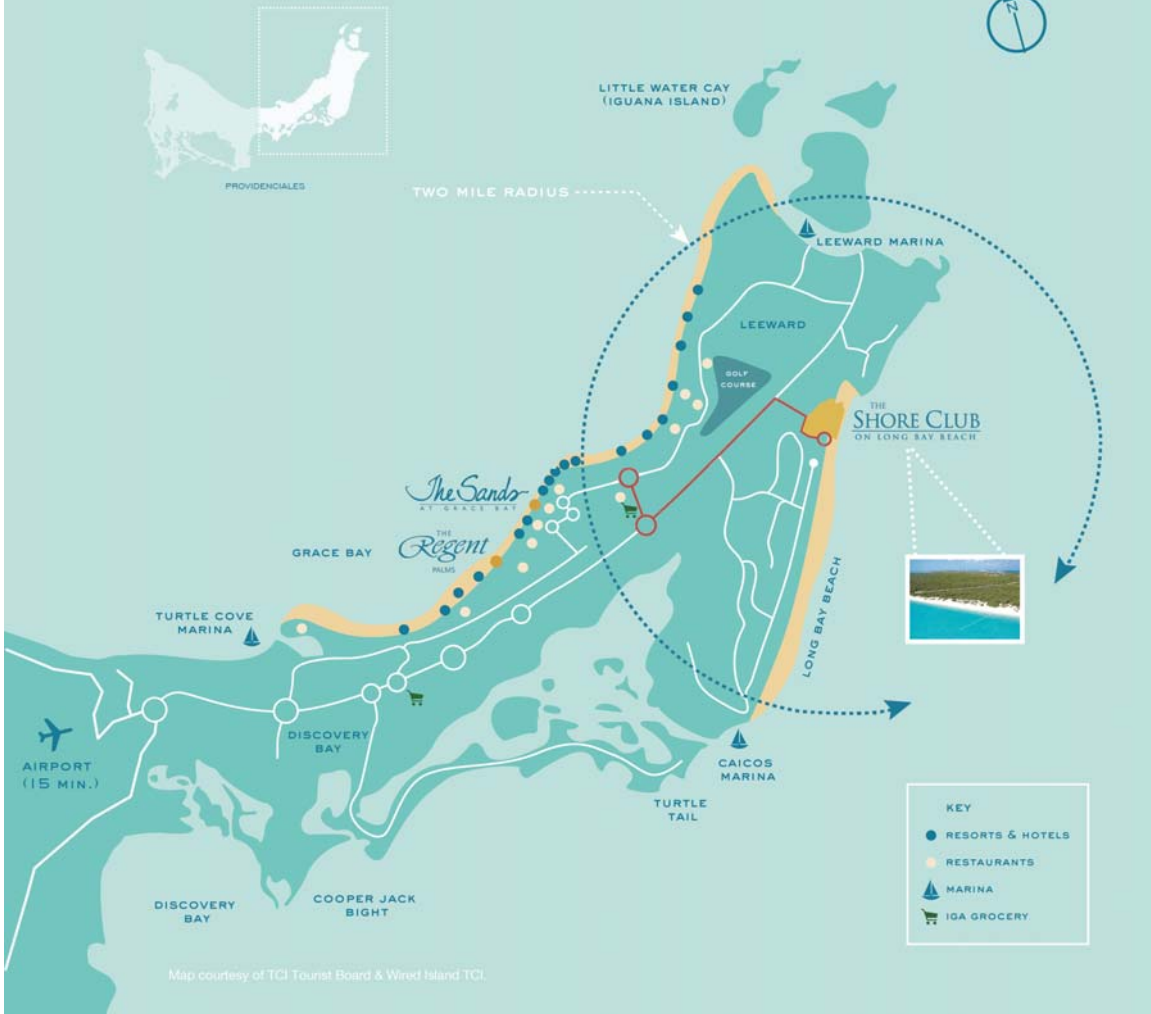 N
LITTLE WATER CAY
(IGUANA ISLAND)
PROVIDENCIALES
TWO MILE RADIUS
LEEWARD MARINA
LEEWARD
GOLF
COURSE
THE
SHORE CLUB
ON LONG BAY BEACH
The Sands
AT GRACE BAY
THE
Regent
PALMS
GRACE BAY
TURTLE COVE
MARINA
LONG BAY BEACH
AIRPORT
(15 MIN.)
DISCOVERY
BAY
CAICOS
MARINA
TURTLE
TAIL
DISCOVERY
BAY
COOPER JACK
BIGHT
KEY
RESORTS & HOTELS
RESTAURANTS
MARINA
IGA GROCERY
Map courtesy of TCI Tourist Board & Wired Island TCI.